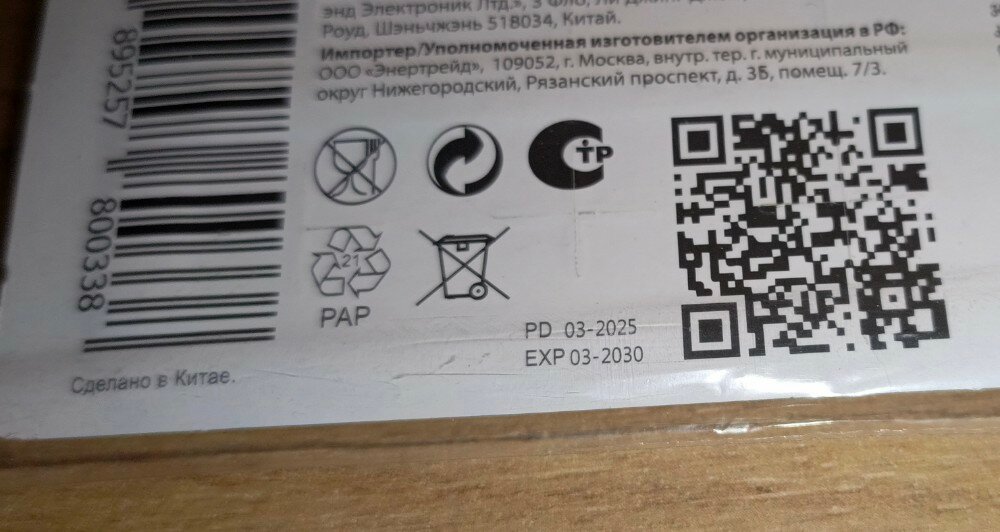 энд Электроник Лтд.», 3 Фло, Ли
Роуд, Шэньчжэнь 518034, Китай.
Импортер/Уполномоченная изготовителем организация в РФ:
ООО «Энертрейд», 109052, г. Москва, внутр. тер. г. муниципальный
округ Нижегородский, Рязанский проспект, д. 3Б, помещ. 7/3.
895257 800338
СТР
21
PAP
PD 03-2025
EXP 03-2030
Сделано в Китае.